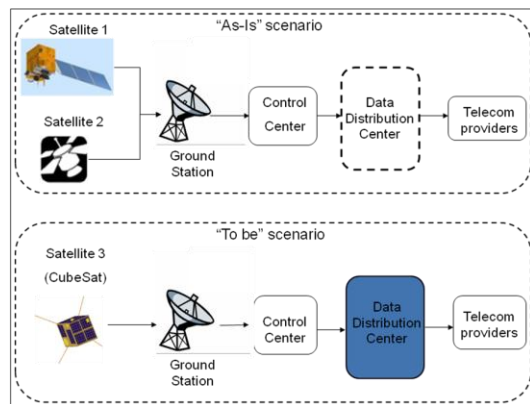 “As-Is” scenario
Satellite 1
Satellite 2
Ground
Station
Control
Center
Data
Distribution
Center
Telecom
providers
“To be” scenario
Satellite 3
(CubeSat)
Ground
Station
Control
Center
Data
Distribution
Center
Telecom
providers